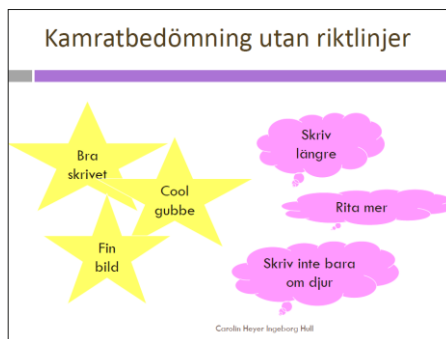 Kamratbedömning utan riktlinjer
Bra
skrivet
Cool
gubbe
Fin
bild
Skriv
längre
Rita mer
Skriv inte bara
om djur
Carolin Heyer Ingeborg Hull